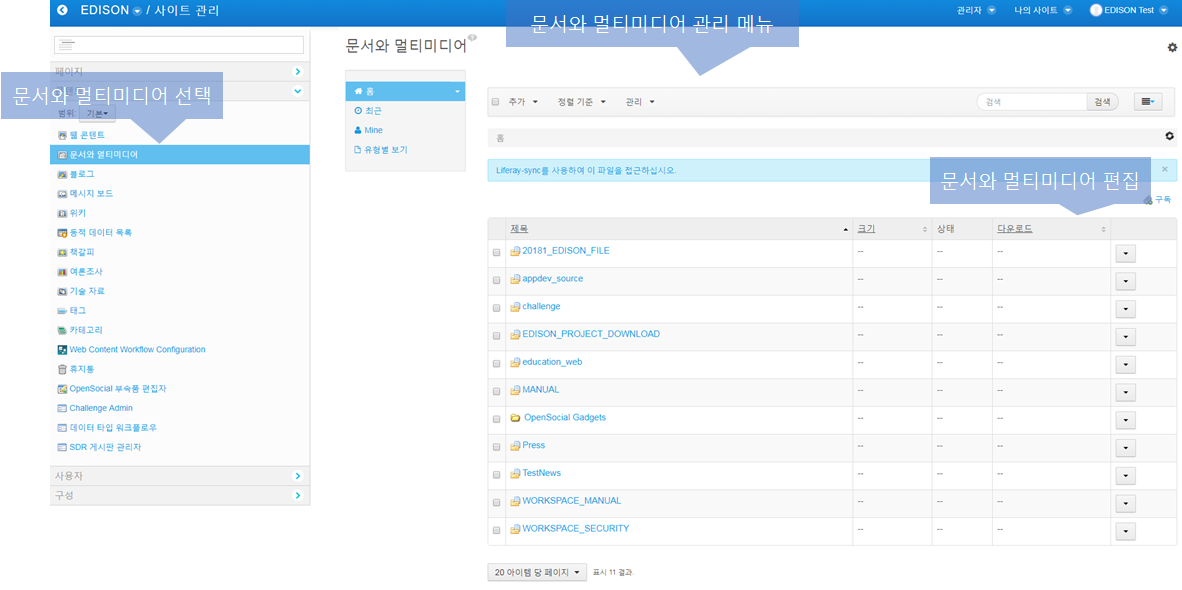 EDISON / 사이트 관리
관리자 나의 사이트 EDISON Test
문서와 멀티미디어 관리 메뉴
문서와 멀티미디어
페이지
문서와 멀티미디어 선택
범위: 기본
웹 콘텐트
문서와 멀티미디어
블로그
메시지 보드
위키
동적 데이터 목록
책갈피
여론조사
기술 자료
태그
카테고리
Web Content Workflow Configuration
휴지통
OpenSocial 부속품 편집자
Challenge Admin
데이터 타입 워크플로우
SDR 게시판 관리자
사용자
구성
홈
최근
Mine
유형별 보기
추가 정렬 기준 관리 검색 검색
홈
Liferay-sync를 사용하여 이 파일을 접근하십시오.
문서와 멀티미디어 편집
구독
제목 크기 상태 다운로드
20181_EDISON_FILE -- -- --
appdev_source -- -- --
challenge -- -- --
EDISON_PROJECT_DOWNLOAD -- -- --
education_web -- -- --
MANUAL -- -- --
OpenSocial Gadgets -- -- --
Press -- -- --
TestNews -- -- --
WORKSPACE_MANUAL -- -- --
WORKSPACE_SECURITY -- -- --
20 아이템 당 페이지 표시 11 결과.